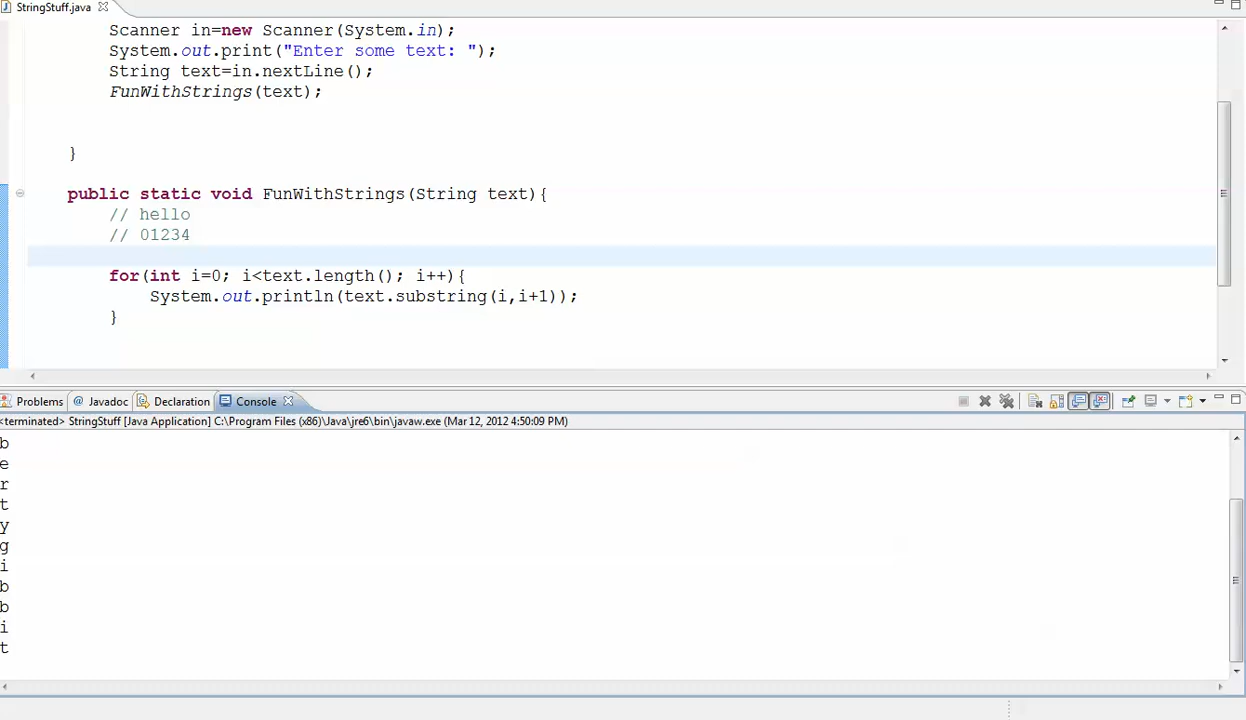 StringStuff.java
Scanner in=new Scanner(System.in);
System.out.print("Enter some text: ");
String text=in.nextLine();
FunWithStrings(text);
}
public static void FunWithStrings(String text){
// hello
// 01234
for(int i=0; i<text.length(); i++){
System.out.println(text.substring(i,i+1));
}
Problems @ Javadoc Declaration Console
<terminated> StringStuff [Java Application] C:\Program Files (x86)\Java\jre6\bin\javaw.exe (Mar 12, 2012 4:50:09 PM)
b
e
r
t
y
g
i
b
b
i
t